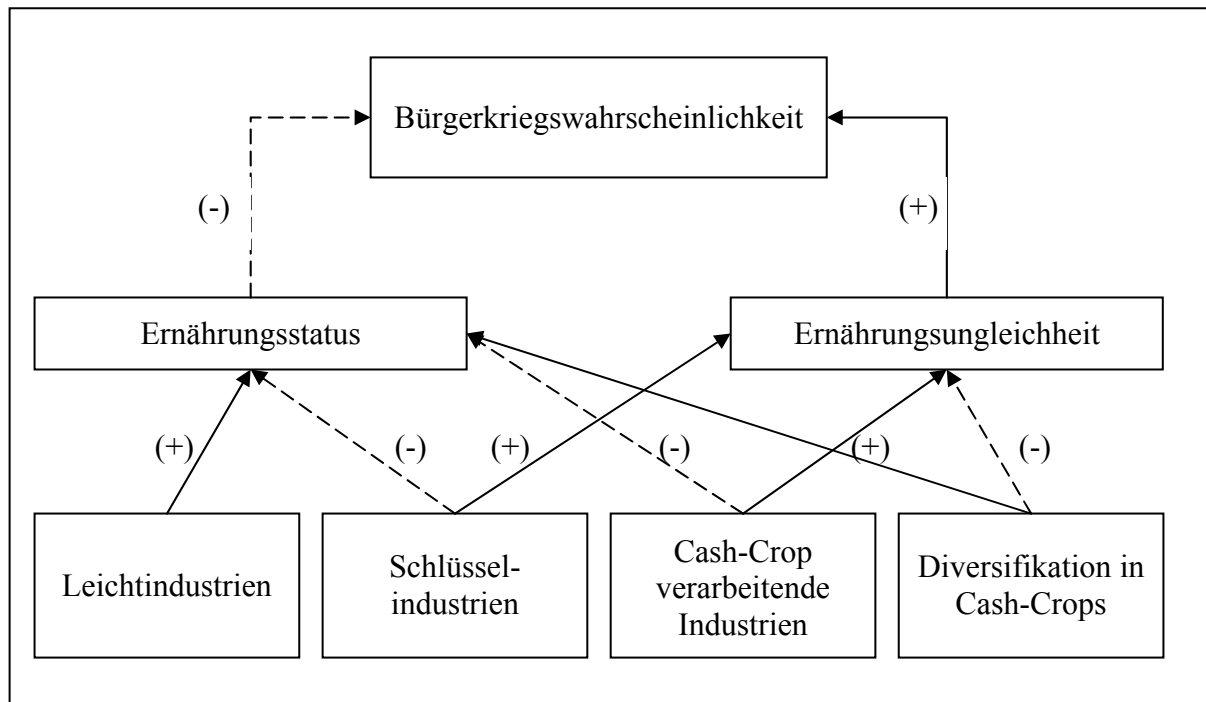 Bürgerkriegswahrscheinlichkeit
(-)
(+)
Ernährungsstatus
Ernährungsungleichheit
(+)
(-)
(+)
(-)
(+)
(-)
Leichtindustrien
Schlüssel-
industrien
Cash-Crop
verarbeitende
Industrien
Diversifikation in
Cash-Crops